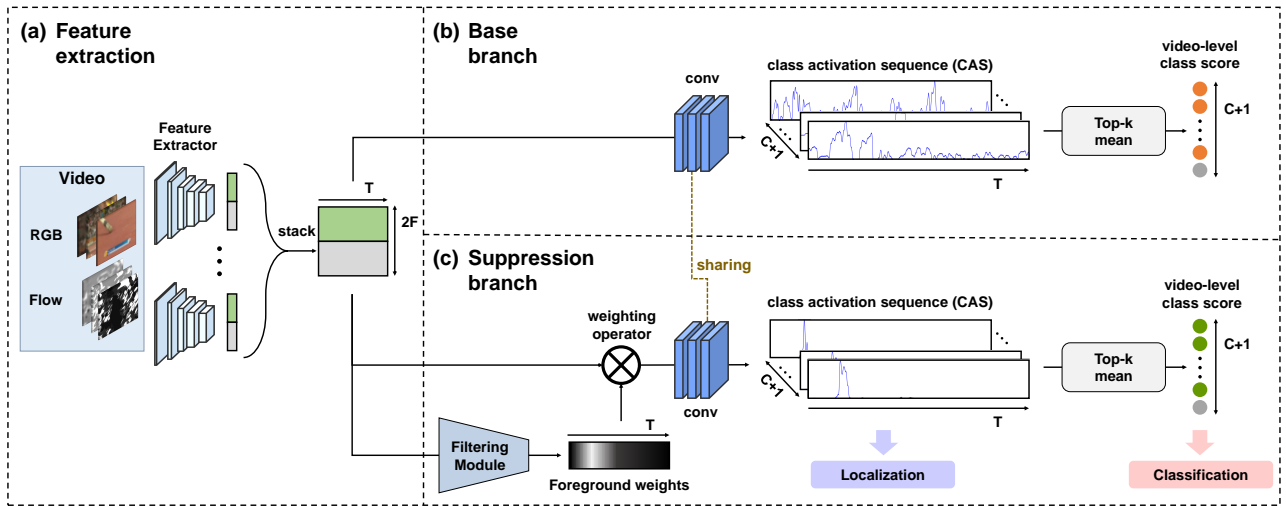 (a) Feature
extraction
Feature
Extractor
Video
RGB
Flow
stack
T
2F
(b) Base
branch
conv
class activation sequence (CAS)
C+1
T
Top-k
mean
video-level
class score
C+1
sharing
(c) Suppression
branch
weighting
operator
conv
Filtering
Module
T
Foreground weights
class activation sequence (CAS)
C+1
T
Top-k
mean
video-level
class score
C+1
Localization
Classification